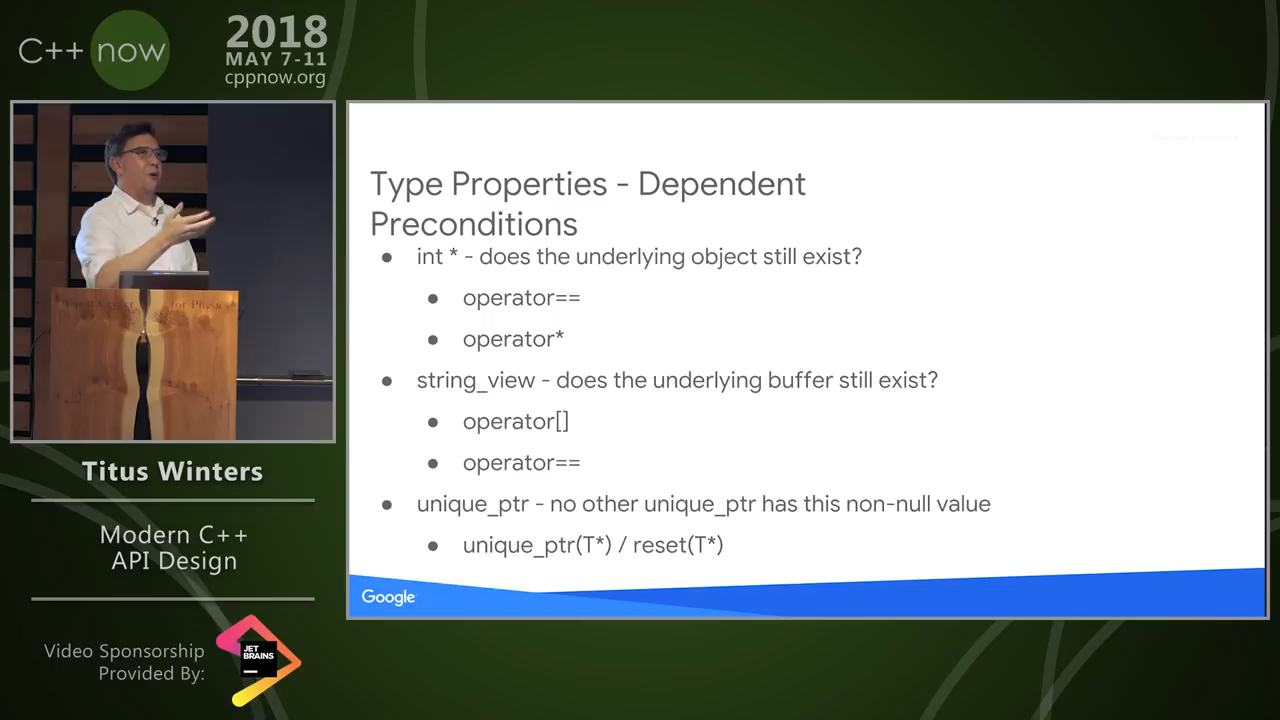 C++ now
2018
MAY 7-11
cppnow.org
Type Properties - Dependent
Preconditions
● int * - does the underlying object still exist?
● operator==
● operator*
● string_view - does the underlying buffer still exist?
● operator[]
● operator==
● unique_ptr - no other unique_ptr has this non-null value
● unique_ptr(T*) / reset(T*)
Google
for Physics
Titus Winters
Modern C++
API Design
Video Sponsorship
Provided By:
JET
BRAINS